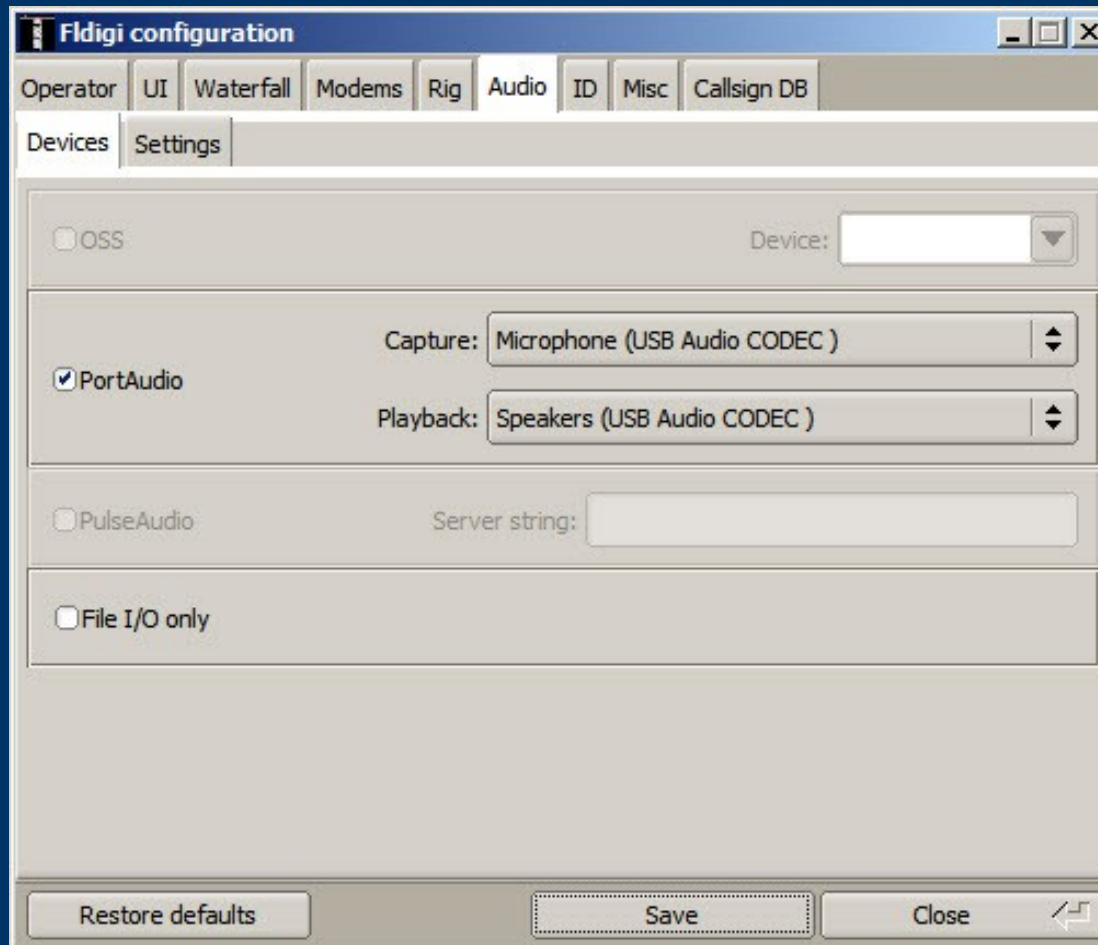 Fldigi configuration
Operator UI Waterfall Modems Rig Audio ID Misc Callsign DB
Devices Settings
OSS Device:
Capture: Microphone (USB Audio CODEC )
PortAudio
Playback: Speakers (USB Audio CODEC )
PulseAudio Server string:
File I/O only
Restore defaults Save Close